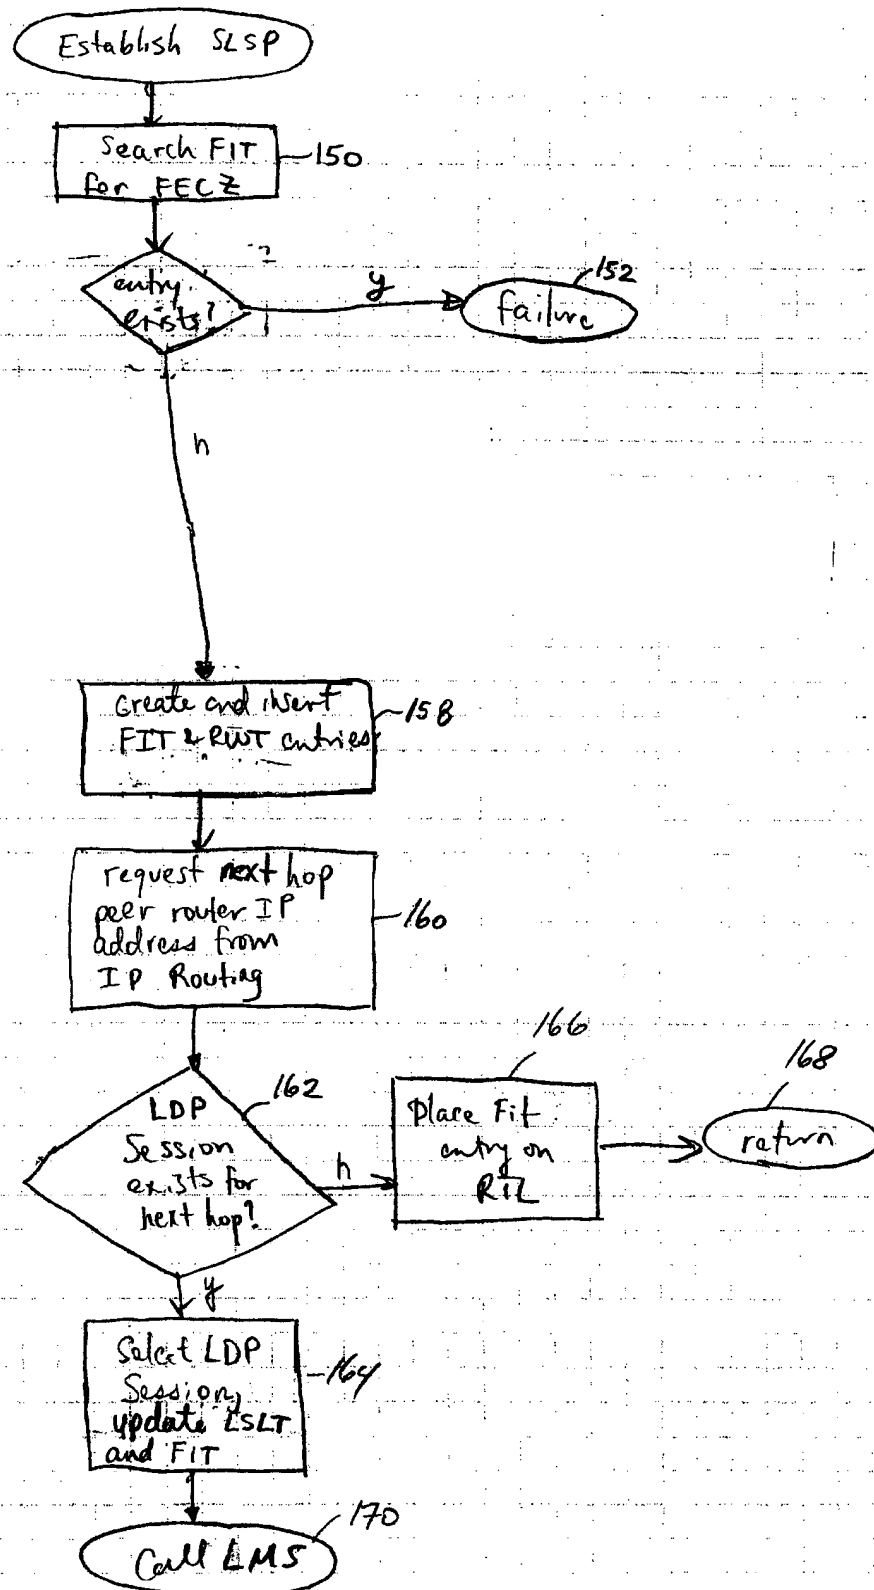 Establish SLSP
Search FIT
for FECZ
150
entry
exists?
y
152
failure
n
Create and insert
FIT & RWT entries
158
request next hop
peer router IP
address from
IP Routing
160
LDP
Session
exists for
next hop?
162
n
166
Place Fit
entry on
RTL
168
return
y
Select LDP
Session,
update LSLT
and FIT
164
170
Call LMS